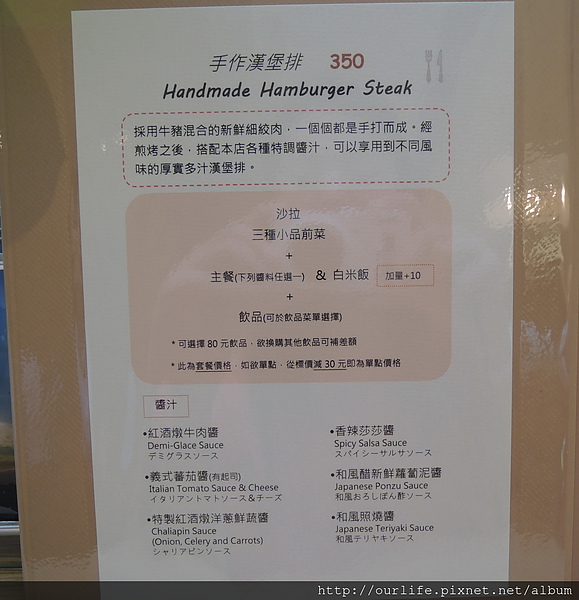 手作漢堡排 350
Handmade Hamburger Steak
採用牛豬混合的新鮮細絞肉，一個個都是手打而成。經
煎烤之後，搭配本店各種特調醬汁，可以享用到不同風
味的厚實多汁漢堡排。
沙拉
三種小品前菜
+
主餐(下列醬料任選一) & 白米飯 加量+10
+
飲品(可於飲品菜單選擇)
* 可選擇 80 元飲品，欲換購其他飲品可補差額
* 此為套餐價格，如欲單點，從標價減 30 元即為單點價格
醬汁
•紅酒燉牛肉醬
Demi-Glace Sauce
デミグラスソース
•義式蕃茄醬(有起司)
Italian Tomato Sauce & Cheese
イタリアントマトソース＆チーズ
•特製紅酒燉洋蔥鮮蔬醬
Chaliapin Sauce
(Onion, Celery and Carrots)
シャリアピンソース
•香辣莎莎醬
Spicy Salsa Sauce
スパイシーサルサソース
•和風醋新鮮蘿蔔泥醬
Japanese Ponzu Sauce
和風おろしぽん酢ソース
•和風照燒醬
Japanese Teriyaki Sauce
和風テリヤキソース
http://ourlife.pixnet.net/album